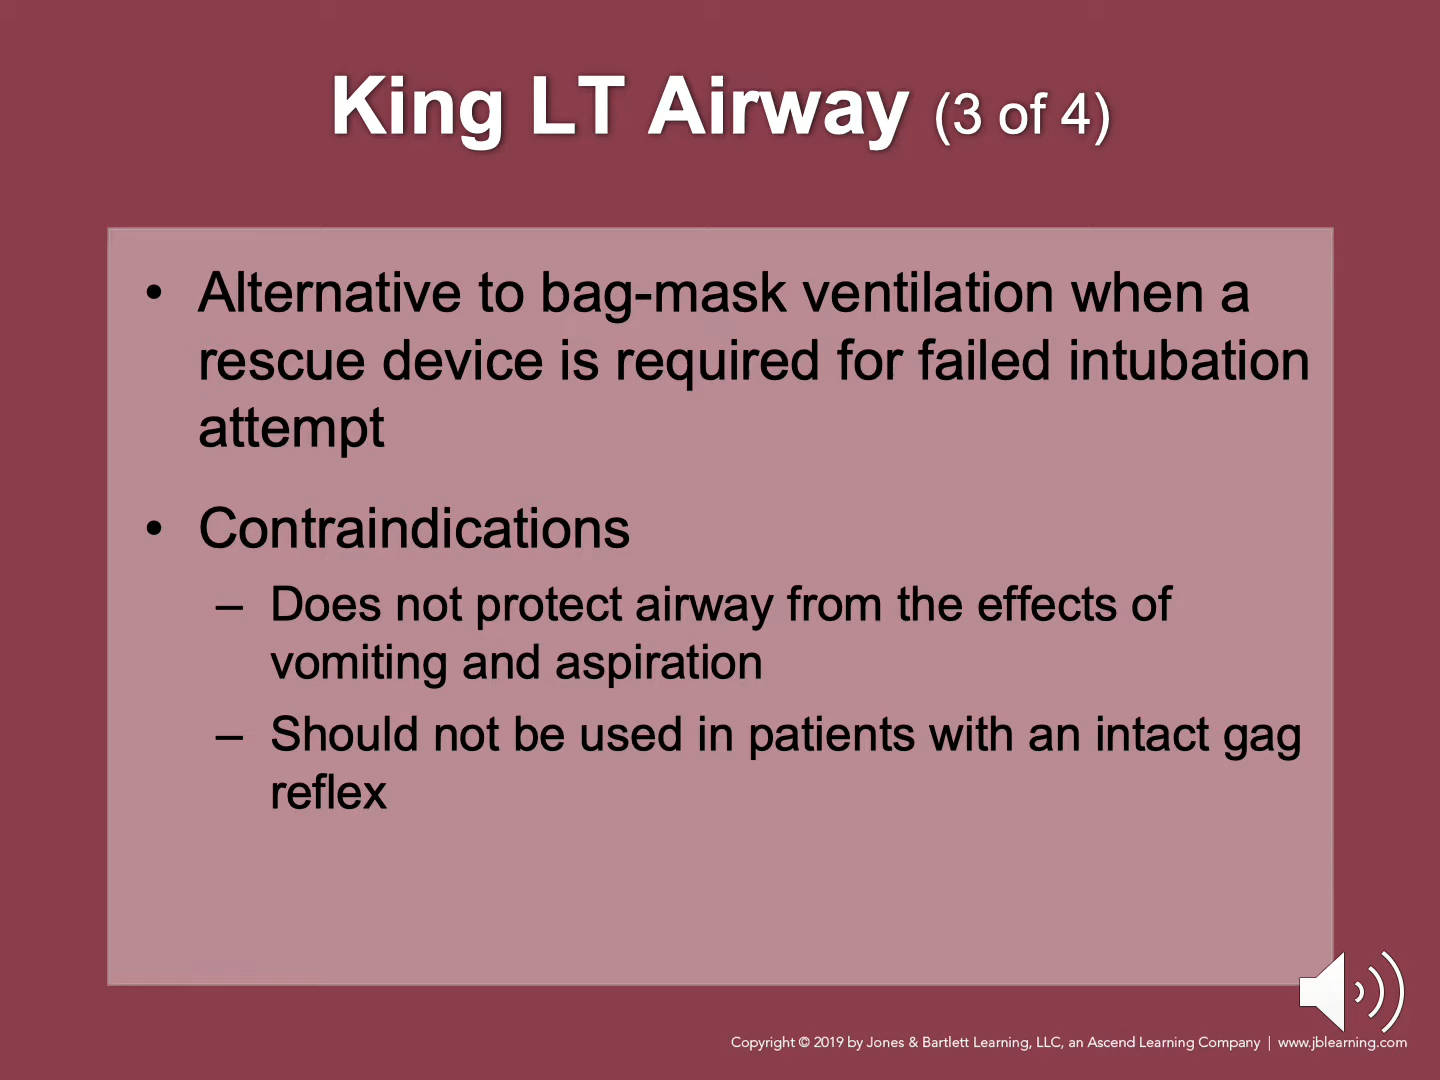 King LT Airway (3 of 4)
• Alternative to bag-mask ventilation when a
rescue device is required for failed intubation
attempt
• Contraindications
– Does not protect airway from the effects of
vomiting and aspiration
– Should not be used in patients with an intact gag
reflex
Copyright © 2019 by Jones & Bartlett Learning, LLC, an Ascend Learning Company | www.jblearning.com